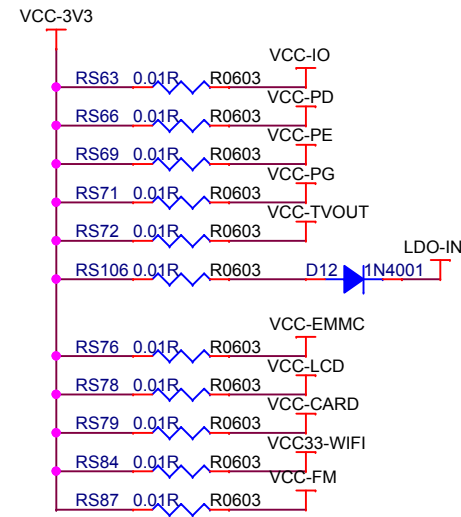 VCC-3V3
VCC-IO
RS63 0.01R R0603
VCC-PD
RS66 0.01R R0603
VCC-PE
RS69 0.01R R0603
VCC-PG
RS71 0.01R R0603
VCC-TVOUT
RS72 0.01R R0603
LDO-IN
RS106 0.01R R0603 D12 1N4001
VCC-EMMC
RS76 0.01R R0603
VCC-LCD
RS78 0.01R R0603
VCC-CARD
RS79 0.01R R0603
VCC33-WIFI
RS84 0.01R R0603
VCC-FM
RS87 0.01R R0603